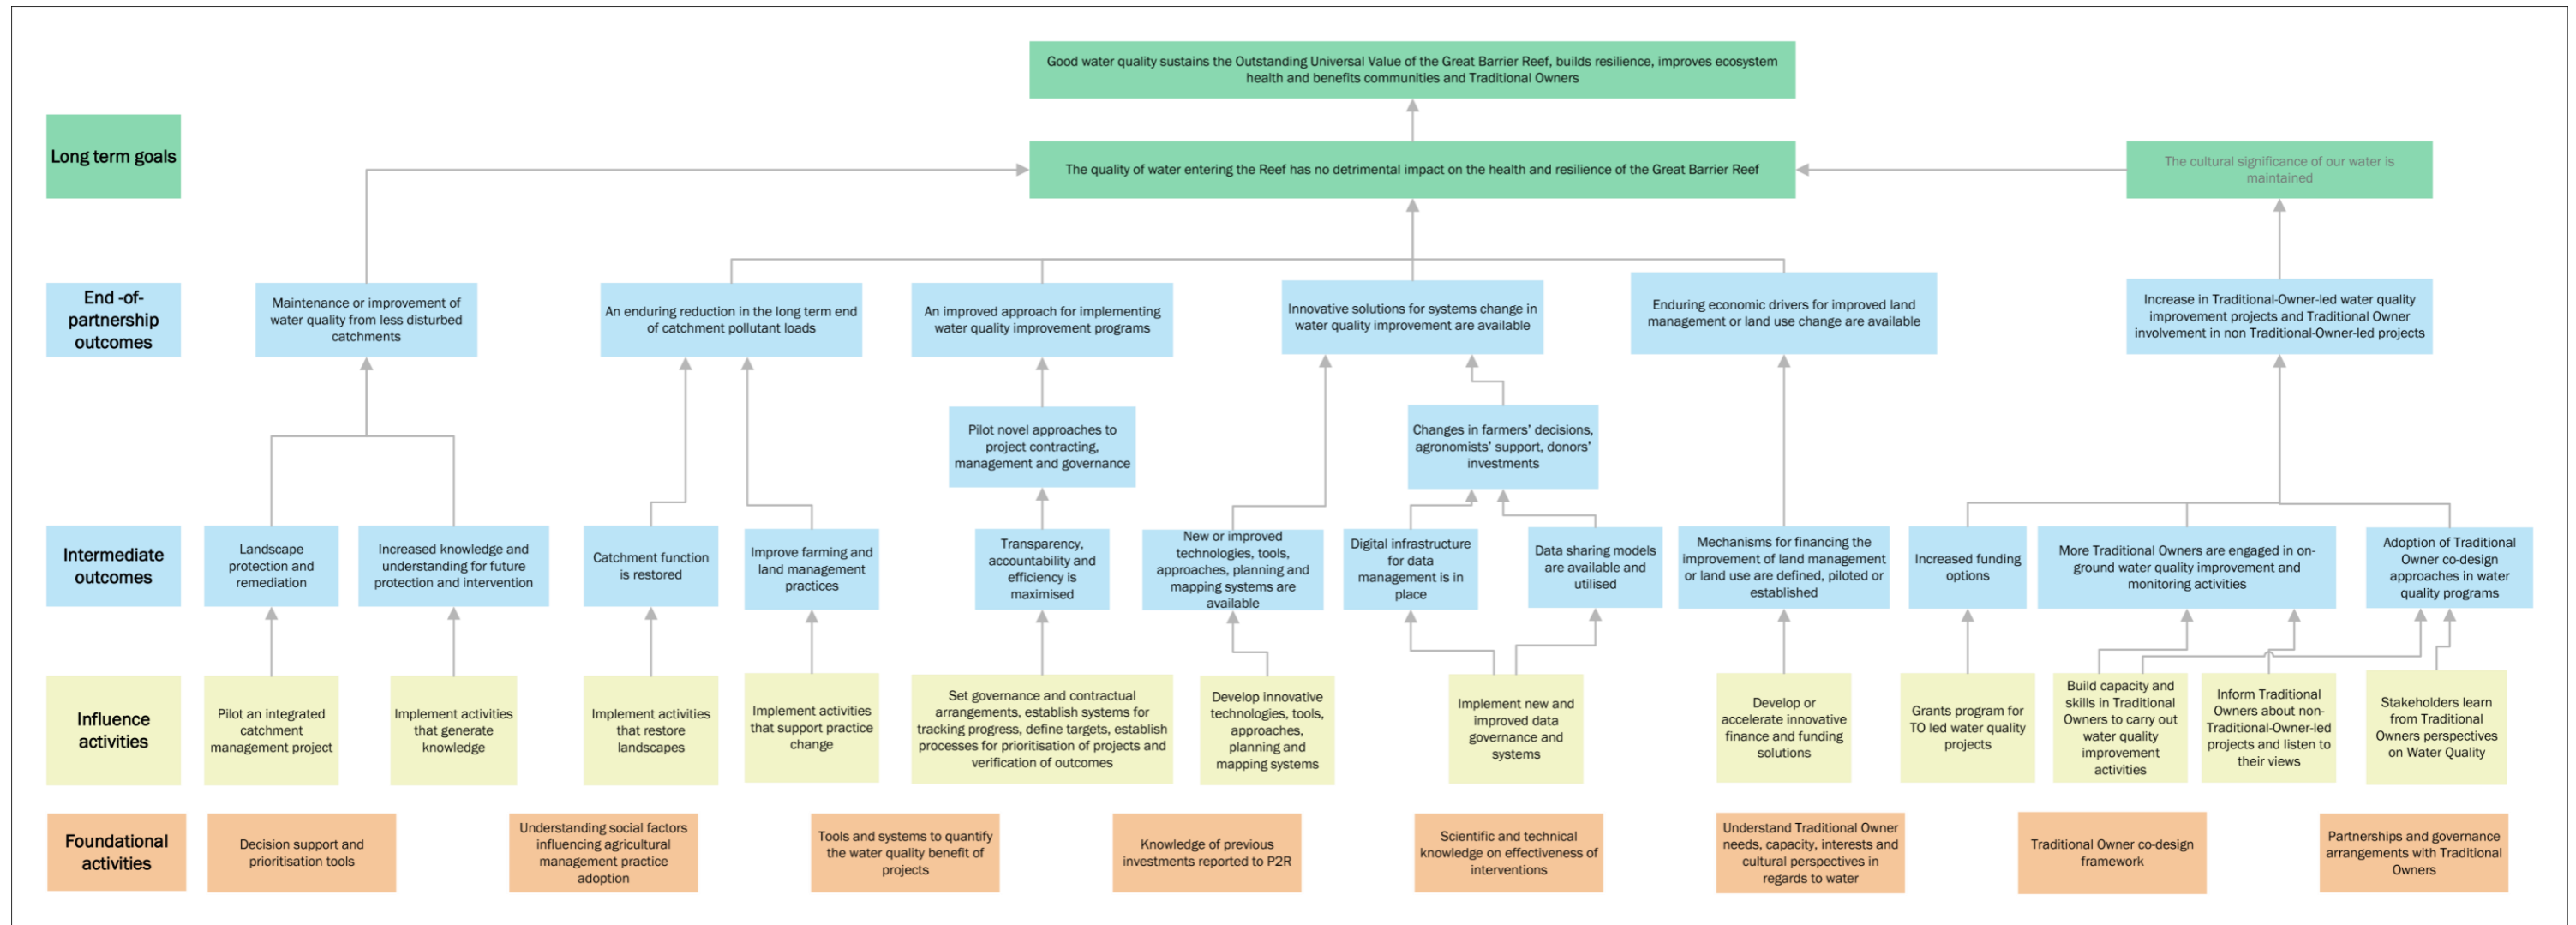 Good water quality sustains the Outstanding Universal Value of the Great Barrier Reef, builds resilience, improves ecosystem
health and benefits communities and Traditional Owners
Long term goals
The quality of water entering the Reef has no detrimental impact on the health and resilience of the Great Barrier Reef
The cultural significance of our water is
maintained
End -of-
partnership
outcomes
Maintenance or improvement of
water quality from less disturbed
catchments
An enduring reduction in the long term end
of catchment pollutant loads
An improved approach for implementing
water quality improvement programs
Innovative solutions for systems change in
water quality improvement are available
Enduring economic drivers for improved land
management or land use change are available
Increase in Traditional-Owner-led water quality
improvement projects and Traditional Owner
involvement in non Traditional-Owner-led projects
Pilot novel approaches to
project contracting,
management and governance
Changes in farmers' decisions,
agronomists' support, donors'
investments
Intermediate
outcomes
Landscape
protection and
remediation
Increased knowledge and
understanding for future
protection and intervention
Catchment function
is restored
Improve farming and
land management
practices
Transparency,
accountability and
efficiency is
maximised
New or improved
technologies, tools,
approaches, planning and
mapping systems are
available
Digital infrastructure
for data
management is in
place
Data sharing models
are available and
utilised
Mechanisms for financing the
improvement of land management
or land use are defined, piloted or
established
Increased funding
options
More Traditional Owners are engaged in on-
ground water quality improvement and
monitoring activities
Adoption of Traditional
Owner co-design
approaches in water
quality programs
Influence
activities
Pilot an integrated
catchment
management project
Implement activities
that generate
knowledge
Implement activities
that restore
landscapes
Implement activities
that support practice
change
Set governance and contractual
arrangements, establish systems for
tracking progress, define targets, establish
processes for prioritisation of projects and
verification of outcomes
Develop innovative
technologies, tools,
approaches,
planning and
mapping systems
Implement new and
improved data
governance and
systems
Develop or
accelerate innovative
finance and funding
solutions
Grants program for
TO led water quality
projects
Build capacity and
skills in Traditional
Owners to carry out
water quality
improvement
activities
Inform Traditional
Owners about non-
Traditional-Owner-led
projects and listen to
their views
Stakeholders learn
from Traditional
Owners perspectives
on Water Quality
Foundational
activities
Decision support and
prioritisation tools
Understanding social factors
influencing agricultural
management practice
adoption
Tools and systems to quantify
the water quality benefit of
projects
Knowledge of previous
investments reported to P2R
Scientific and technical
knowledge on effectiveness of
interventions
Understand Traditional Owner
needs, capacity, interests and
cultural perspectives in
regards to water
Traditional Owner co-design
framework
Partnerships and governance
arrangements with Traditional
Owners